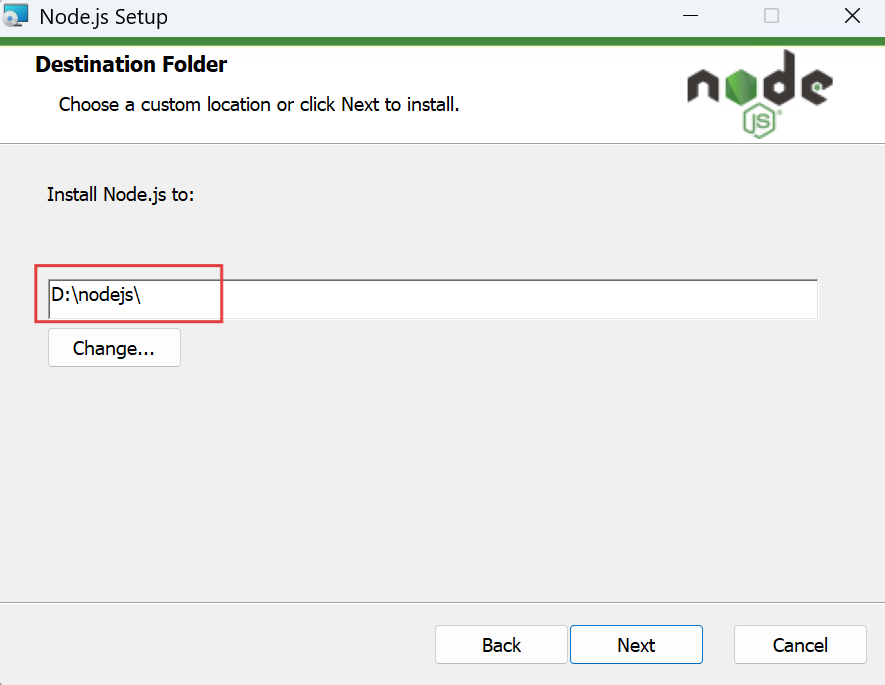 Node.js Setup
Destination Folder
Choose a custom location or click Next to install.
node
JS
Install Node.js to:
D:\nodejs\
Change...
Back
Next
Cancel